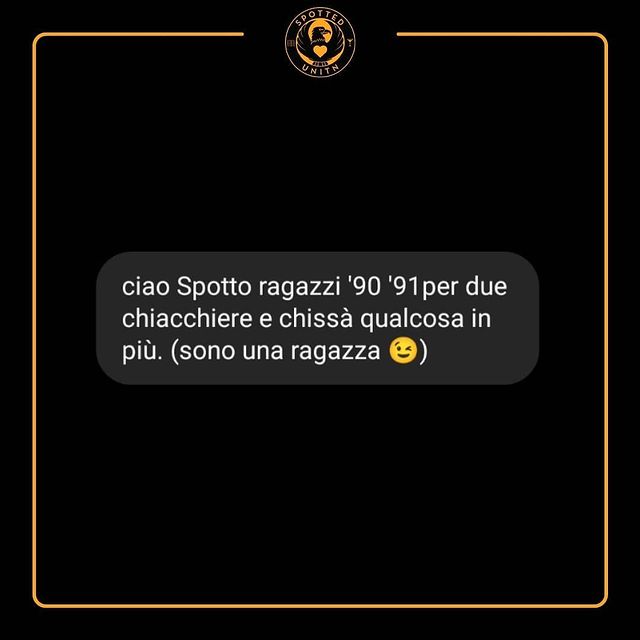 SPOTTED
UNITN
ciao Spotto ragazzi '90 '91per due
chiacchiere e chissà qualcosa in
più. (sono una ragazza 😉)